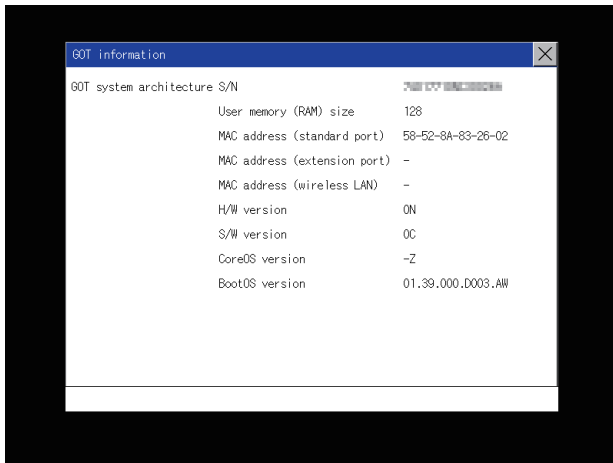 GOT information
GOT system architecture S/N
User memory (RAM) size 128
MAC address (standard port) 58-52-8A-83-26-02
MAC address (extension port) -
MAC address (wireless LAN) -
H/W version 0N
S/W version 0C
CoreOS version -Z
BootOS version 01.39.000.D003.AW